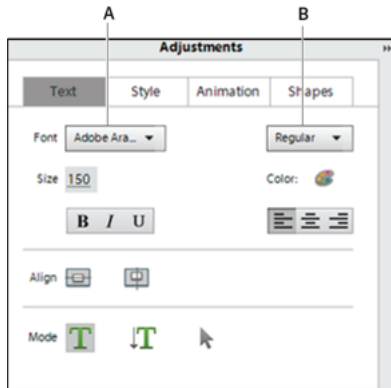 A B
Adjustments
Text Style Animation Shapes
Font Adobe Ara... Regular
Size 150 Color:
B I U
Align
Mode T T